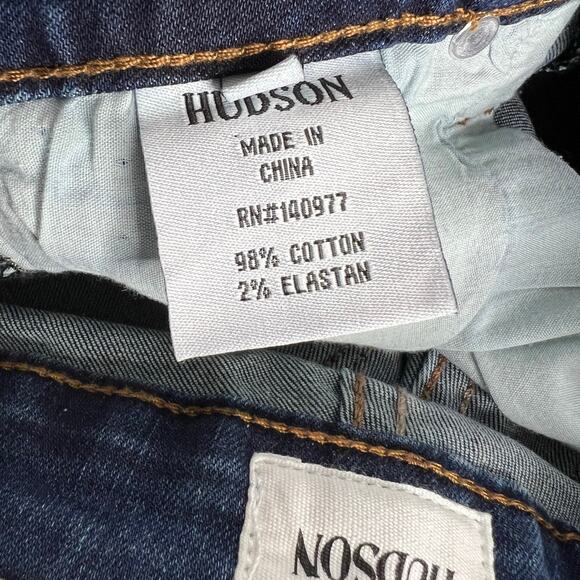 HUDSON
MADE IN
CHINA
RN#140977
98% COTTON
2% ELASTAN
HUDSON